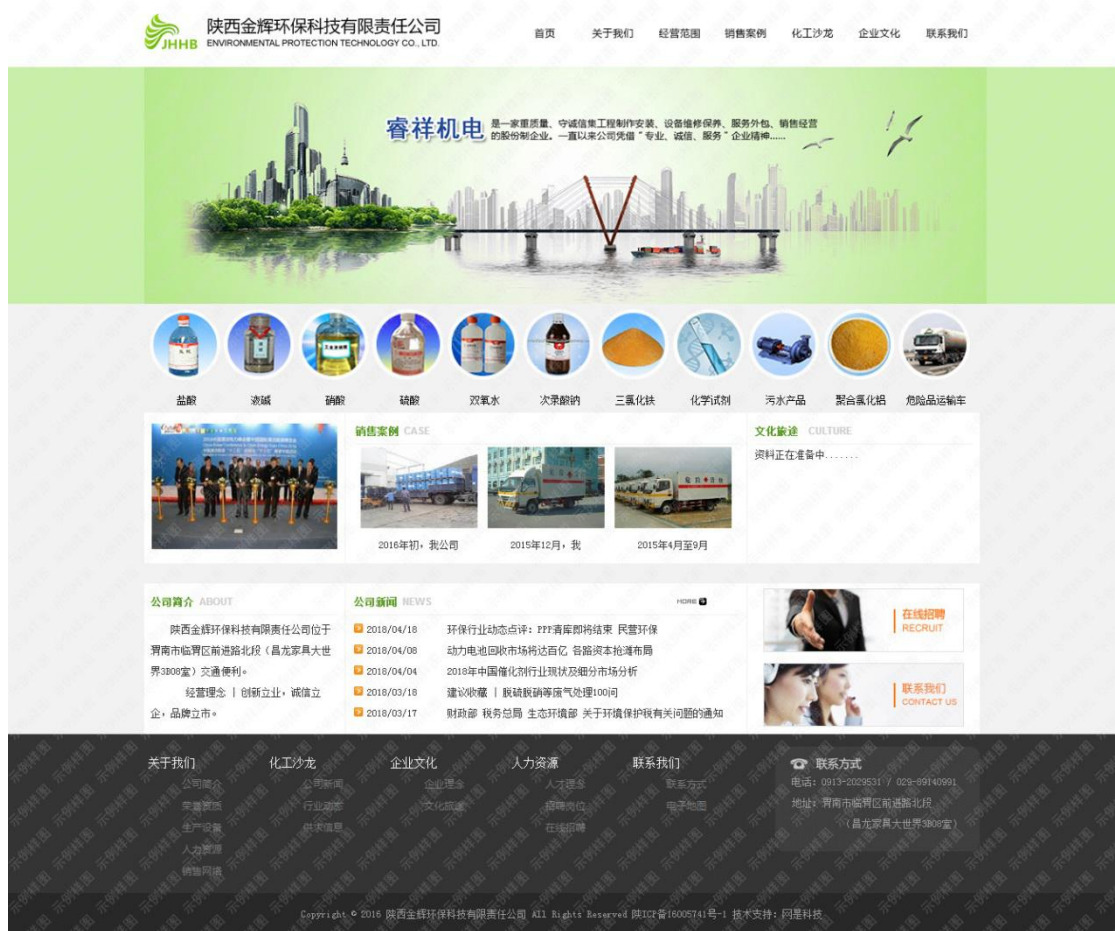 JHHB
陕西金辉环保科技有限责任公司
ENVIRONMENTAL PROTECTION TECHNOLOGY CO., LTD.
首页 关于我们 经营范围 销售案例 化工沙龙 企业文化 联系我们
睿祥机电
是一家重质量、守诚信集工程制作安装、设备维修保养、服务外包、销售经营
的股份制企业。一直以来公司凭借“专业、诚信、服务”企业精神......
盐酸 液碱 硝酸 硫酸 双氧水 次录酸钠 三氯化铁 化学试剂 污水产品 聚合氯化铝 危险品运输车
销售案例 CASE
2016年初，我公司 2015年12月，我 2015年4月至9月
文化旅途 CULTURE
资料正在准备中.......
公司简介 ABOUT
陕西金辉环保科技有限责任公司位于
渭南市临渭区前进路北段（昌龙家具大世
界3B08室）交通便利。
经营理念 | 创新立业，诚信立
企，品牌立市。
公司新闻 NEWS
MORE
2018/04/18 环保行业动态点评：PPP清库即将结束 民营环保
2018/04/08 动力电池回收市场将达百亿 各路资本抢滩布局
2018/04/04 2018年中国催化剂行业现状及细分市场分析
2018/03/18 建议收藏 | 脱硫脱硝等废气处理100问
2018/03/17 财政部 税务总局 生态环境部 关于环境保护税有关问题的通知
在线招聘
RECRUIT
联系我们
CONTACT US
关于我们 化工沙龙 企业文化 人力资源 联系我们
公司简介 公司新闻 企业理念 人才理念 联系方式
荣誉资质 行业动态 文化旅途 招聘岗位 电子地图
生产设备 供求信息 在线招聘
人力资源
销售网络
联系方式
电话：0913-2029531 / 029-89140991
地址：渭南市临渭区前进路北段
（昌龙家具大世界3B08室）
Copyright © 2016 陕西金辉环保科技有限责任公司 All Rights Reserved 陕ICP备16005741号-1 技术支持：网是科技